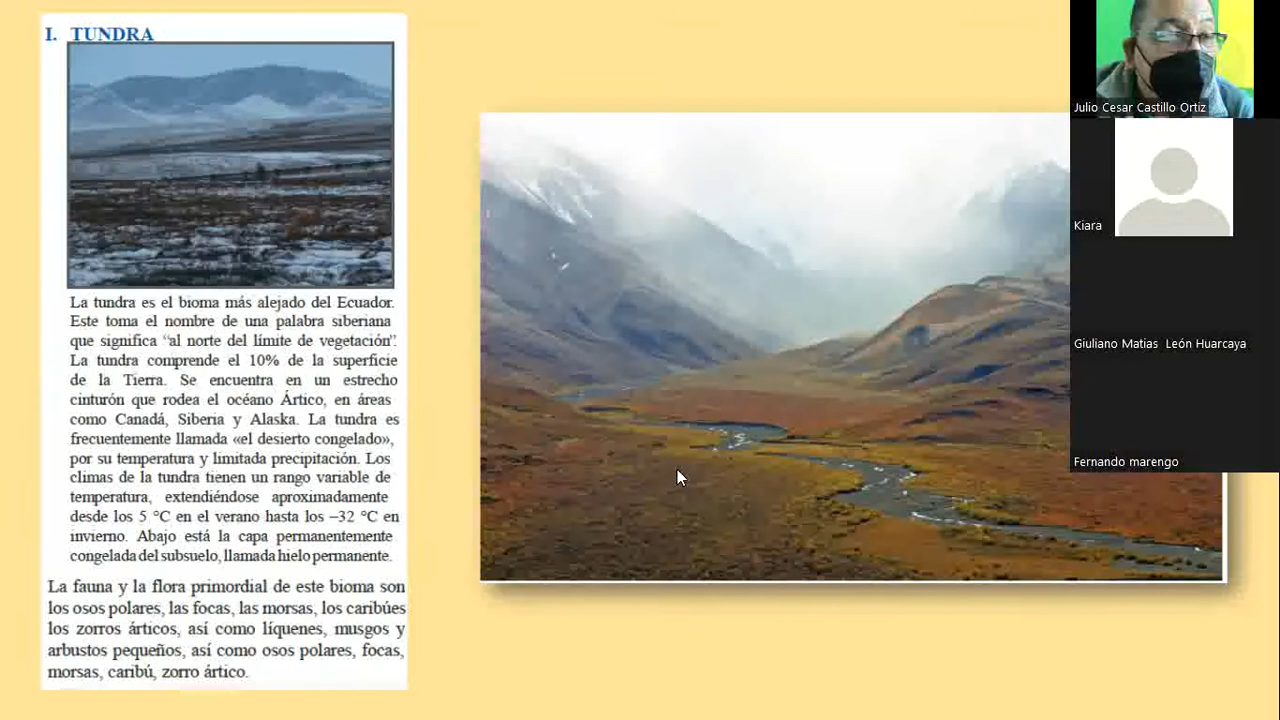 I. TUNDRA
La tundra es el bioma más alejado del Ecuador.
Este toma el nombre de una palabra siberiana
que significa “al norte del límite de vegetación”.
La tundra comprende el 10% de la superficie
de la Tierra. Se encuentra en un estrecho
cinturón que rodea el océano Ártico, en áreas
como Canadá, Siberia y Alaska. La tundra es
frecuentemente llamada «el desierto congelado»,
por su temperatura y limitada precipitación. Los
climas de la tundra tienen un rango variable de
temperatura, extendiéndose aproximadamente
desde los 5 °C en el verano hasta los –32 °C en
invierno. Abajo está la capa permanentemente
congelada del subsuelo, llamada hielo permanente.
La fauna y la flora primordial de este bioma son
los osos polares, las focas, las morsas, los caribúes
los zorros árticos, así como líquenes, musgos y
arbustos pequeños, así como osos polares, focas,
morsas, caribú, zorro ártico.
Julio Cesar Castillo Ortiz
Kiara
Giuliano Matias León Huarcaya
Fernando marengo